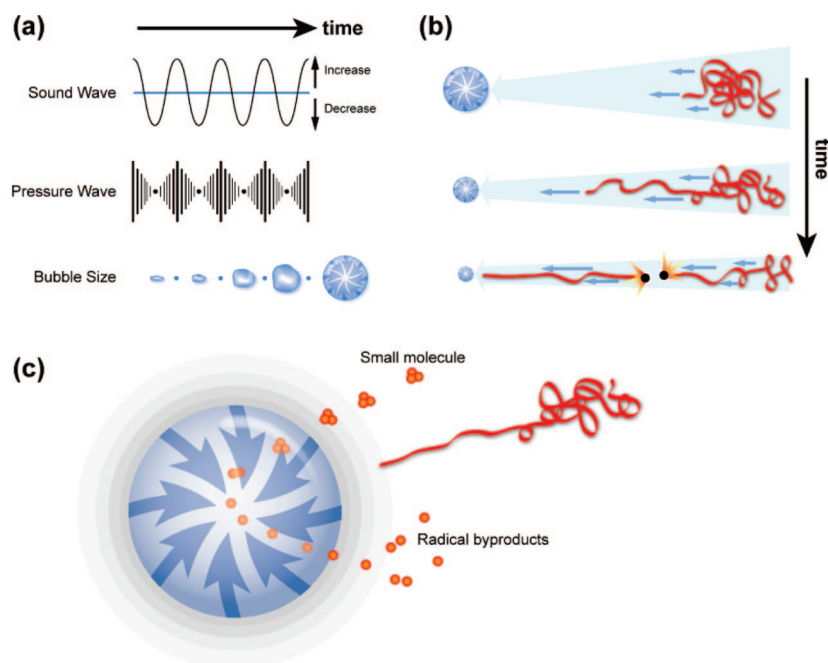 (a)
time
Sound Wave
Increase
Decrease
Pressure Wave
Bubble Size
(b)
time
(c)
Small molecule
Radical byproducts